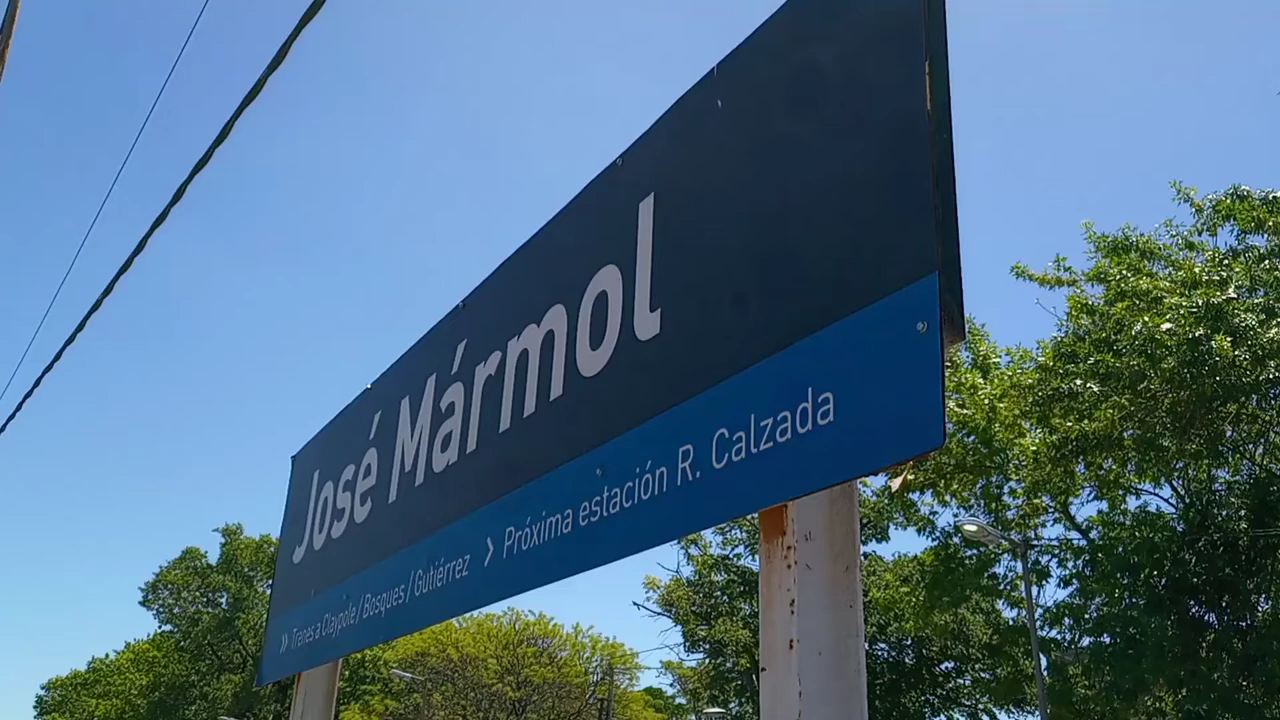 José Mármol
» Trenes a Claypole / Bosques / Gutiérrez › Próxima estación R. Calzada